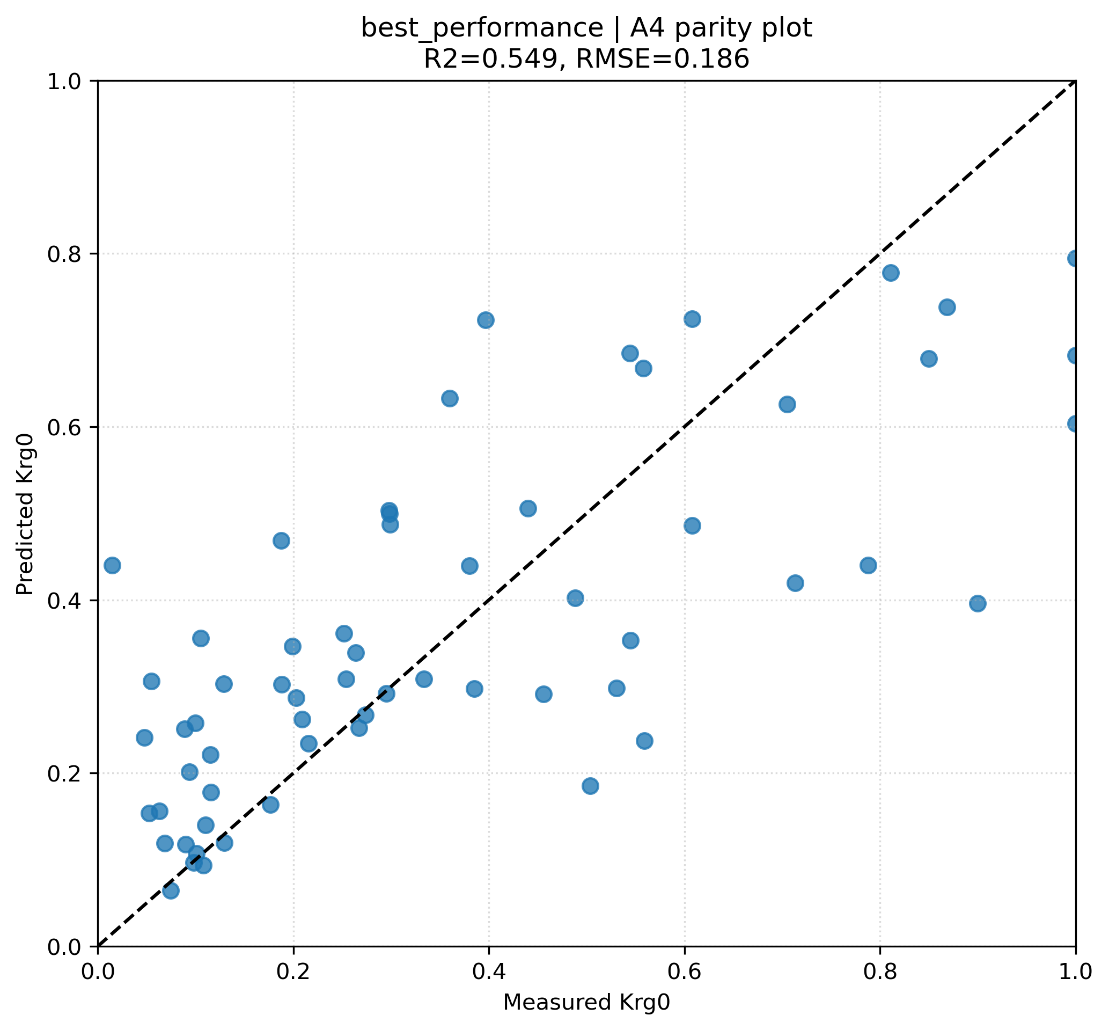 best_performance | A4 parity plot
R2=0.549, RMSE=0.186
1.0
0.8
0.6
0.4
0.2
0.0
Predicted Krg0
0.0 0.2 0.4 0.6 0.8 1.0
Measured Krg0